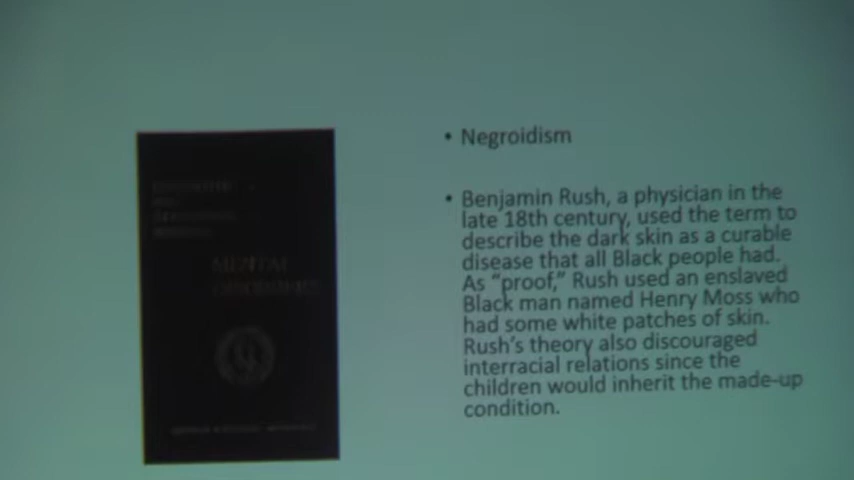 • Negroidism
• Benjamin Rush, a physician in the
late 18th century, used the term to
describe the dark skin as a curable
disease that all Black people had.
As “proof,” Rush used an enslaved
Black man named Henry Moss who
had some white patches of skin.
Rush’s theory also discouraged
interracial relations since the
children would inherit the made-up
condition.
MENTAL